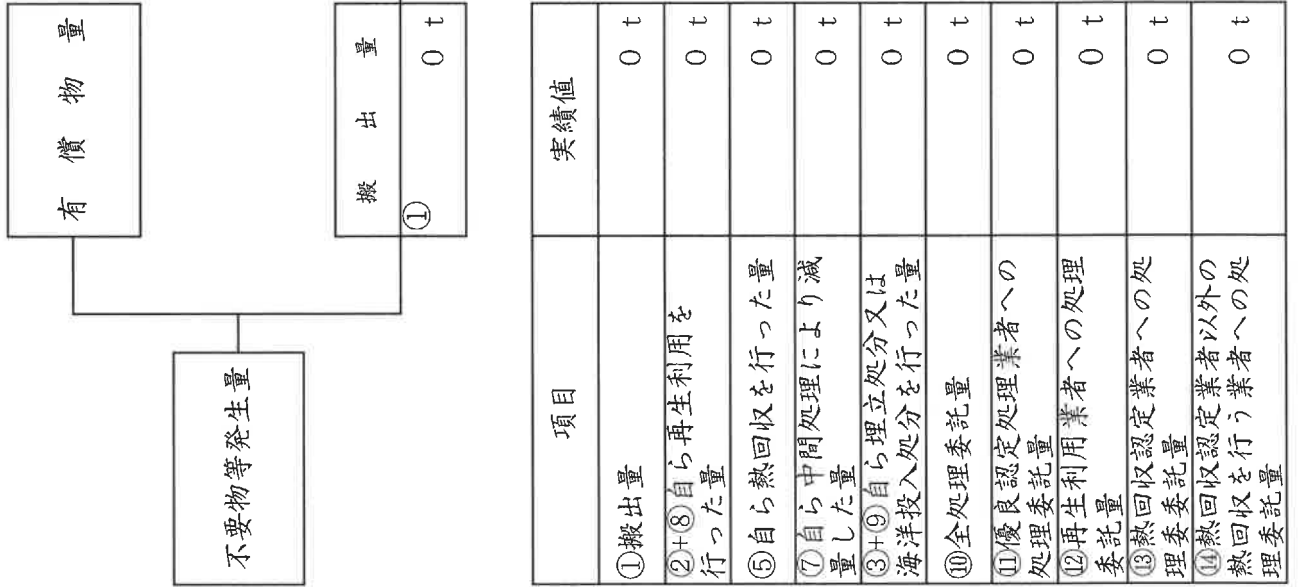 有償物量
不要物等発生量
搬出量
①
0 t
項目
実績値
①搬出量
0 t
②+⑧自ら再生利用を
行った量
0 t
⑤自ら熱回収を行った量
0 t
⑦自ら中間処理により減
量した量
0 t
③+⑨自ら埋立処分又は
海洋投入処分を行った量
0 t
⑩全処理委託量
0 t
⑪優良認定処理業者への
処理委託量
0 t
⑫再生利用業者への処理
委託量
0 t
⑬熱回収認定業者への処
理委託量
0 t
⑭熱回収認定業者以外の
熱回収を行う業者への処
理委託量
0 t